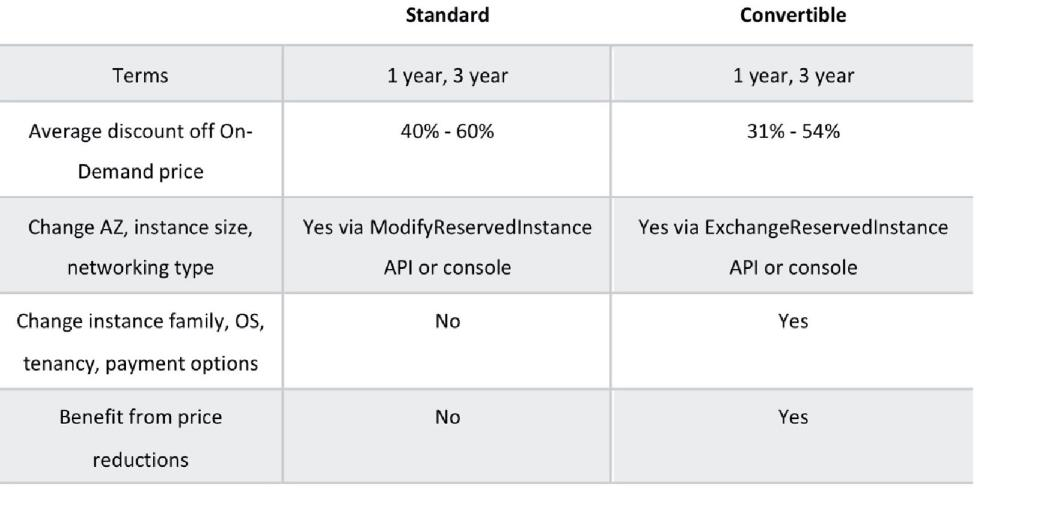 Standard Convertible
Terms 1 year, 3 year 1 year, 3 year
Average discount off On- 40% - 60% 31% - 54%
Demand price
Change AZ, instance size, Yes via ModifyReservedInstance Yes via ExchangeReservedInstance
networking type API or console API or console
Change instance family, OS, No Yes
tenancy, payment options
Benefit from price No Yes
reductions